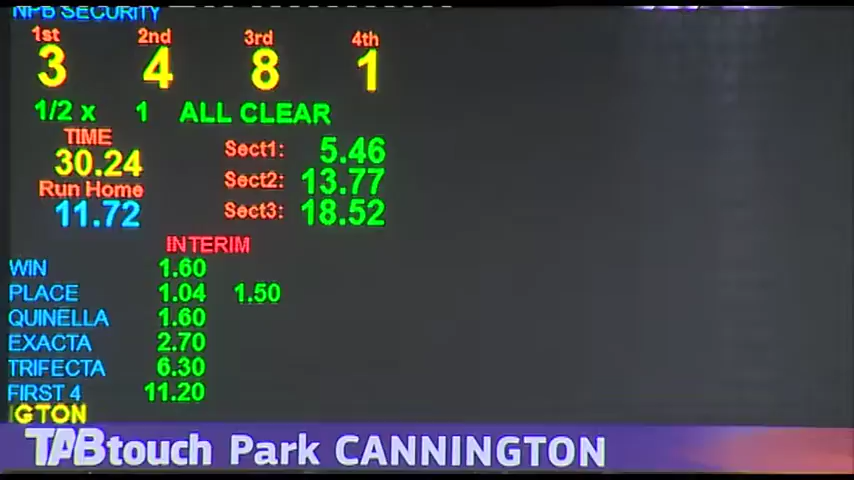 NPB SECURITY
1st 2nd 3rd 4th
3 4 8 1
1/2 x 1 ALL CLEAR
TIME
30.24
Sect1: 5.46
Sect2: 13.77
Run Home
11.72
Sect3: 18.52
INTERIM
WIN 1.60
PLACE 1.04 1.50
QUINELLA 1.60
EXACTA 2.70
TRIFECTA 6.30
FIRST 4 11.20
GTON
TABtouch Park CANNINGTON